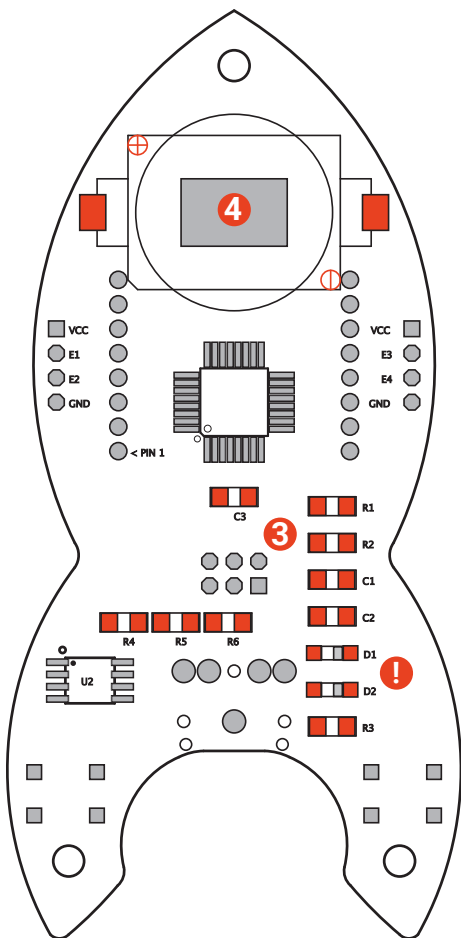 4
VCC
VCC
E1
E3
E2
E4
GND
GND
< PIN 1
C3
R1
3
R2
C1
C2
R4
R5
R6
D1
U2
!
D2
R3